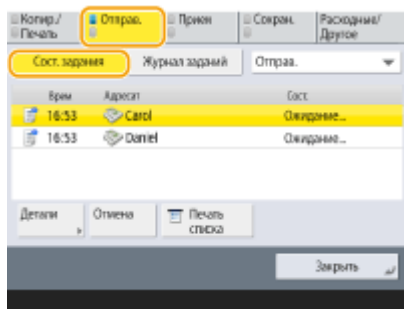 Копир./ Печать
Отправ.
Прием
Сохран.
Расходные/ Другое
Сост. задания
Журнал заданий
Отправ.
Врем Адресат Сост.
16:53 Carol Ожидание...
16:53 Daniel Ожидание...
Детали
Отмена
Печать
списка
Закрыть